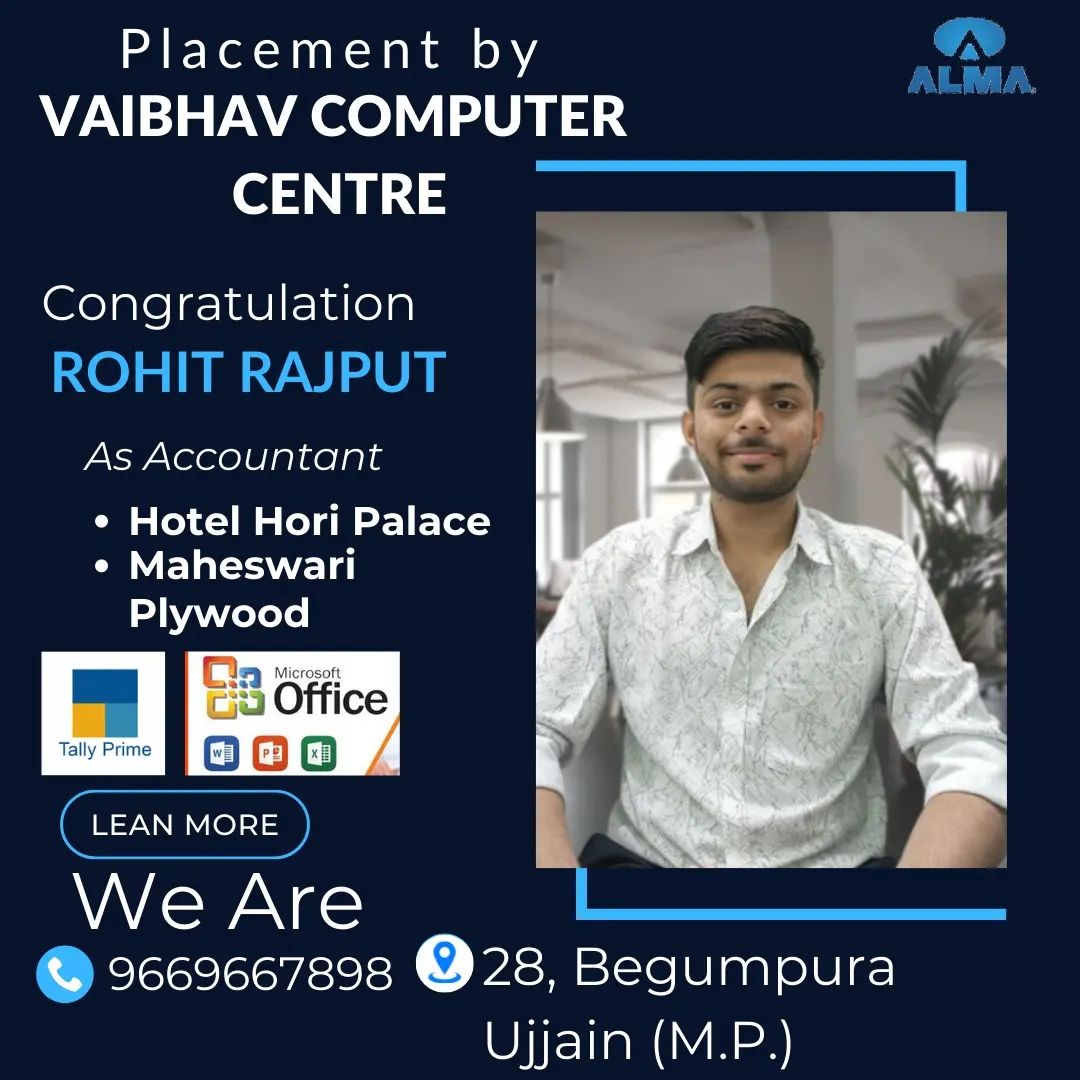 Placement by
VAIBHAV COMPUTER
CENTRE
ALMA
Congratulation
ROHIT RAJPUT
As Accountant
• Hotel Hori Palace
• Maheswari
Plywood
Tally Prime
Microsoft
Office
W P X
LEAN MORE
We Are
9669667898
28, Begumpura
Ujjain (M.P.)